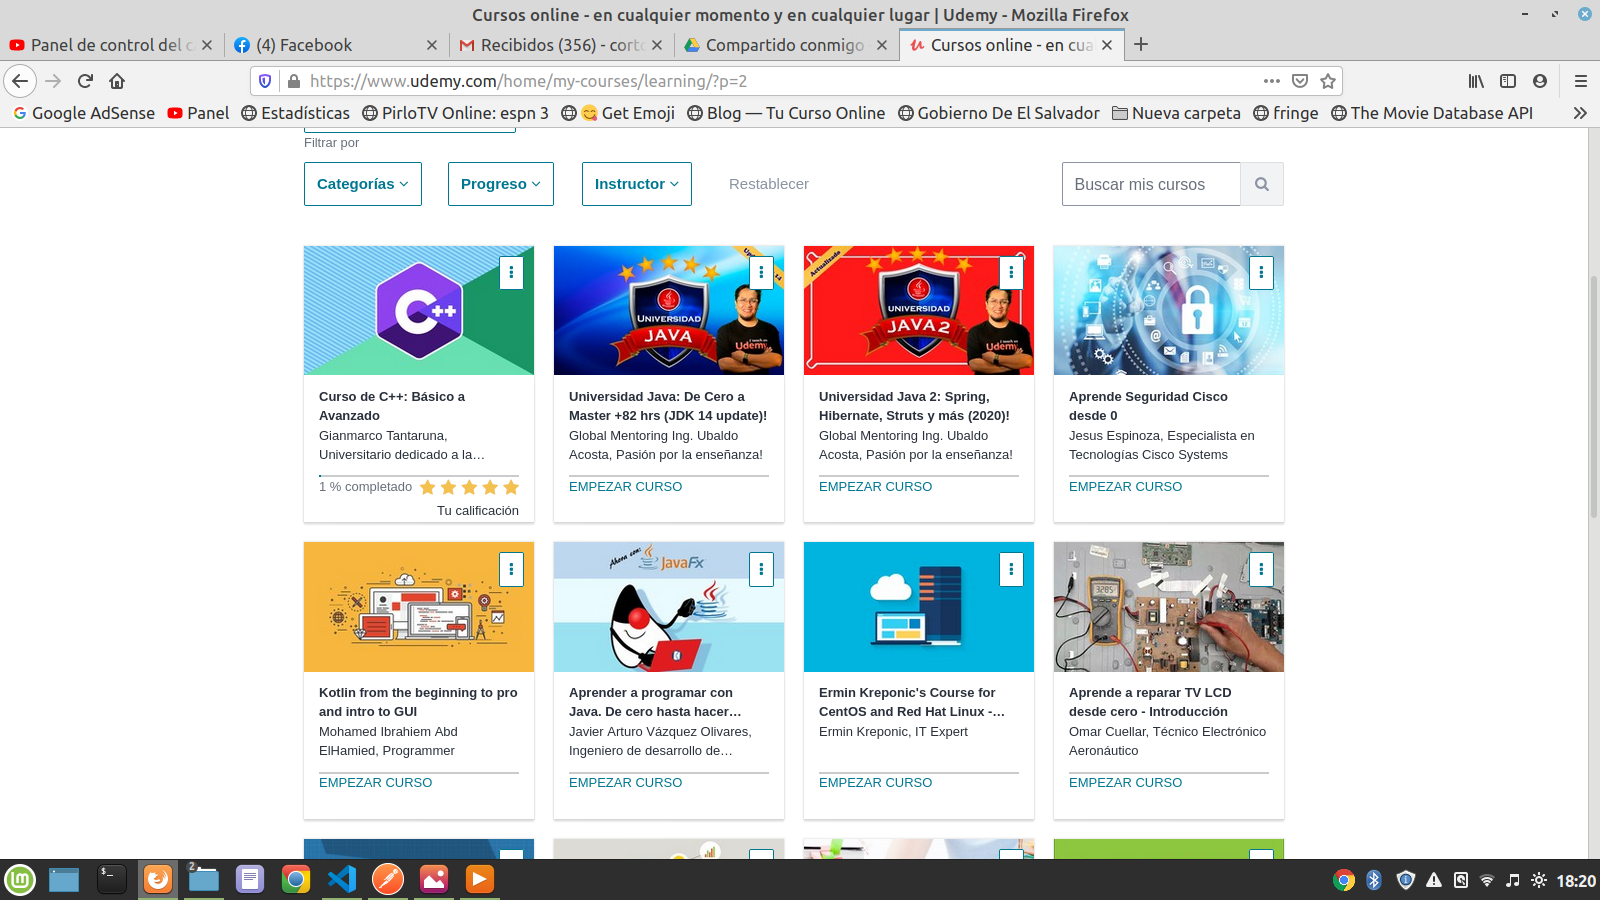 Cursos online - en cualquier momento y en cualquier lugar | Udemy - Mozilla Firefox
Panel de control del c
(4) Facebook
Recibidos (356) - corto
Compartido conmigo
Cursos online - en cua
https://www.udemy.com/home/my-courses/learning/?p=2
Google AdSense
Panel
Estadísticas
PirloTV Online: espn 3
Get Emoji
Blog — Tu Curso Online
Gobierno De El Salvador
Nueva carpeta
fringe
The Movie Database API
Filtrar por
Categorías
Progreso
Instructor
Restablecer
Buscar mis cursos
C++
UNIVERSIDAD
JAVA
Udemy
Actualizado
UNIVERSIDAD
JAVA 2
Udemy
Curso de C++: Básico a
Avanzado
Gianmarco Tantaruna,
Universitario dedicado a la…
1 % completado
Tu calificación
Universidad Java: De Cero a
Master +82 hrs (JDK 14 update)!
Global Mentoring Ing. Ubaldo
Acosta, Pasión por la enseñanza!
EMPEZAR CURSO
Universidad Java 2: Spring,
Hibernate, Struts y más (2020)!
Global Mentoring Ing. Ubaldo
Acosta, Pasión por la enseñanza!
EMPEZAR CURSO
Aprende Seguridad Cisco
desde 0
Jesus Espinoza, Especialista en
Tecnologías Cisco Systems
EMPEZAR CURSO
Ahora con:
JavaFx
Kotlin from the beginning to pro
and intro to GUI
Mohamed Ibrahiem Abd
ElHamied, Programmer
EMPEZAR CURSO
Aprender a programar con
Java. De cero hasta hacer…
Javier Arturo Vázquez Olivares,
Ingeniero de desarrollo de…
EMPEZAR CURSO
Ermin Kreponic's Course for
CentOS and Red Hat Linux -…
Ermin Kreponic, IT Expert
EMPEZAR CURSO
Aprende a reparar TV LCD
desde cero - Introducción
Omar Cuellar, Técnico Electrónico
Aeronáutico
EMPEZAR CURSO
2
18:20